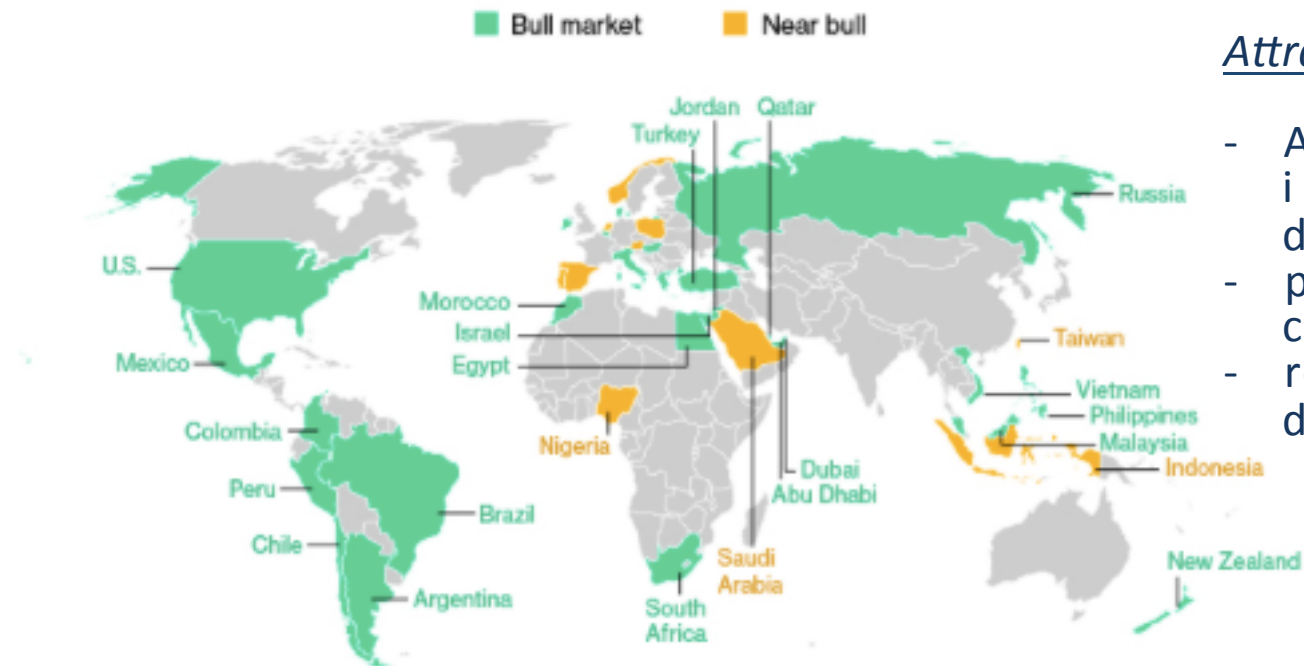 Bull market
Near bull
Jordan
Qatar
Turkey
Russia
U.S.
Morocco
Israel
Egypt
Mexico
Taiwan
Vietnam
Philippines
Malaysia
Indonesia
Colombia
Nigeria
Dubai
Abu Dhabi
Peru
Brazil
Chile
Saudi
Arabia
New Zealand
Argentina
South
Africa
- A
i
d
- p
c
- r
d